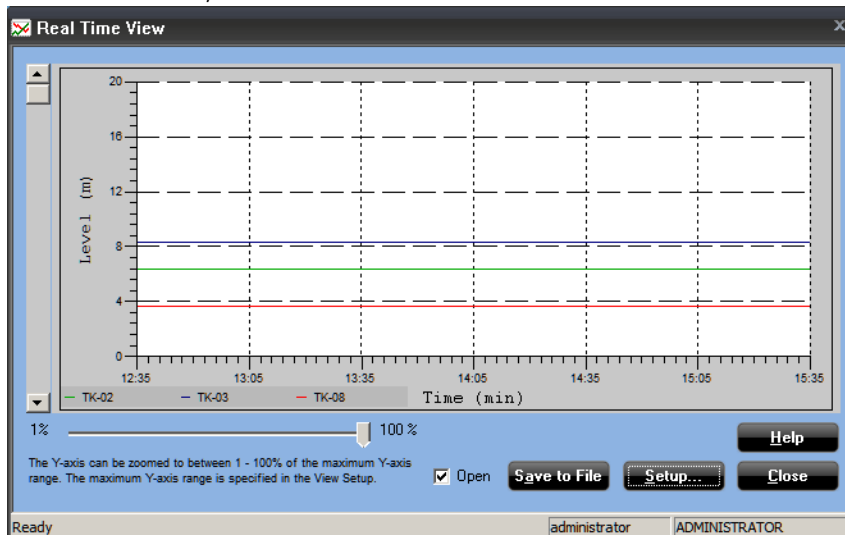 Real Time View x
20
16
12
8
4
0
Level (m)
12:35 13:05 13:35 14:05 14:35 15:05 15:35
TK-02 TK-03 TK-08 Time (min)
1% 100 %
Help
The Y-axis can be zoomed to between 1 - 100% of the maximum Y-axis
range. The maximum Y-axis range is specified in the View Setup.
Open Save to File Setup... Close
Ready administrator ADMINISTRATOR